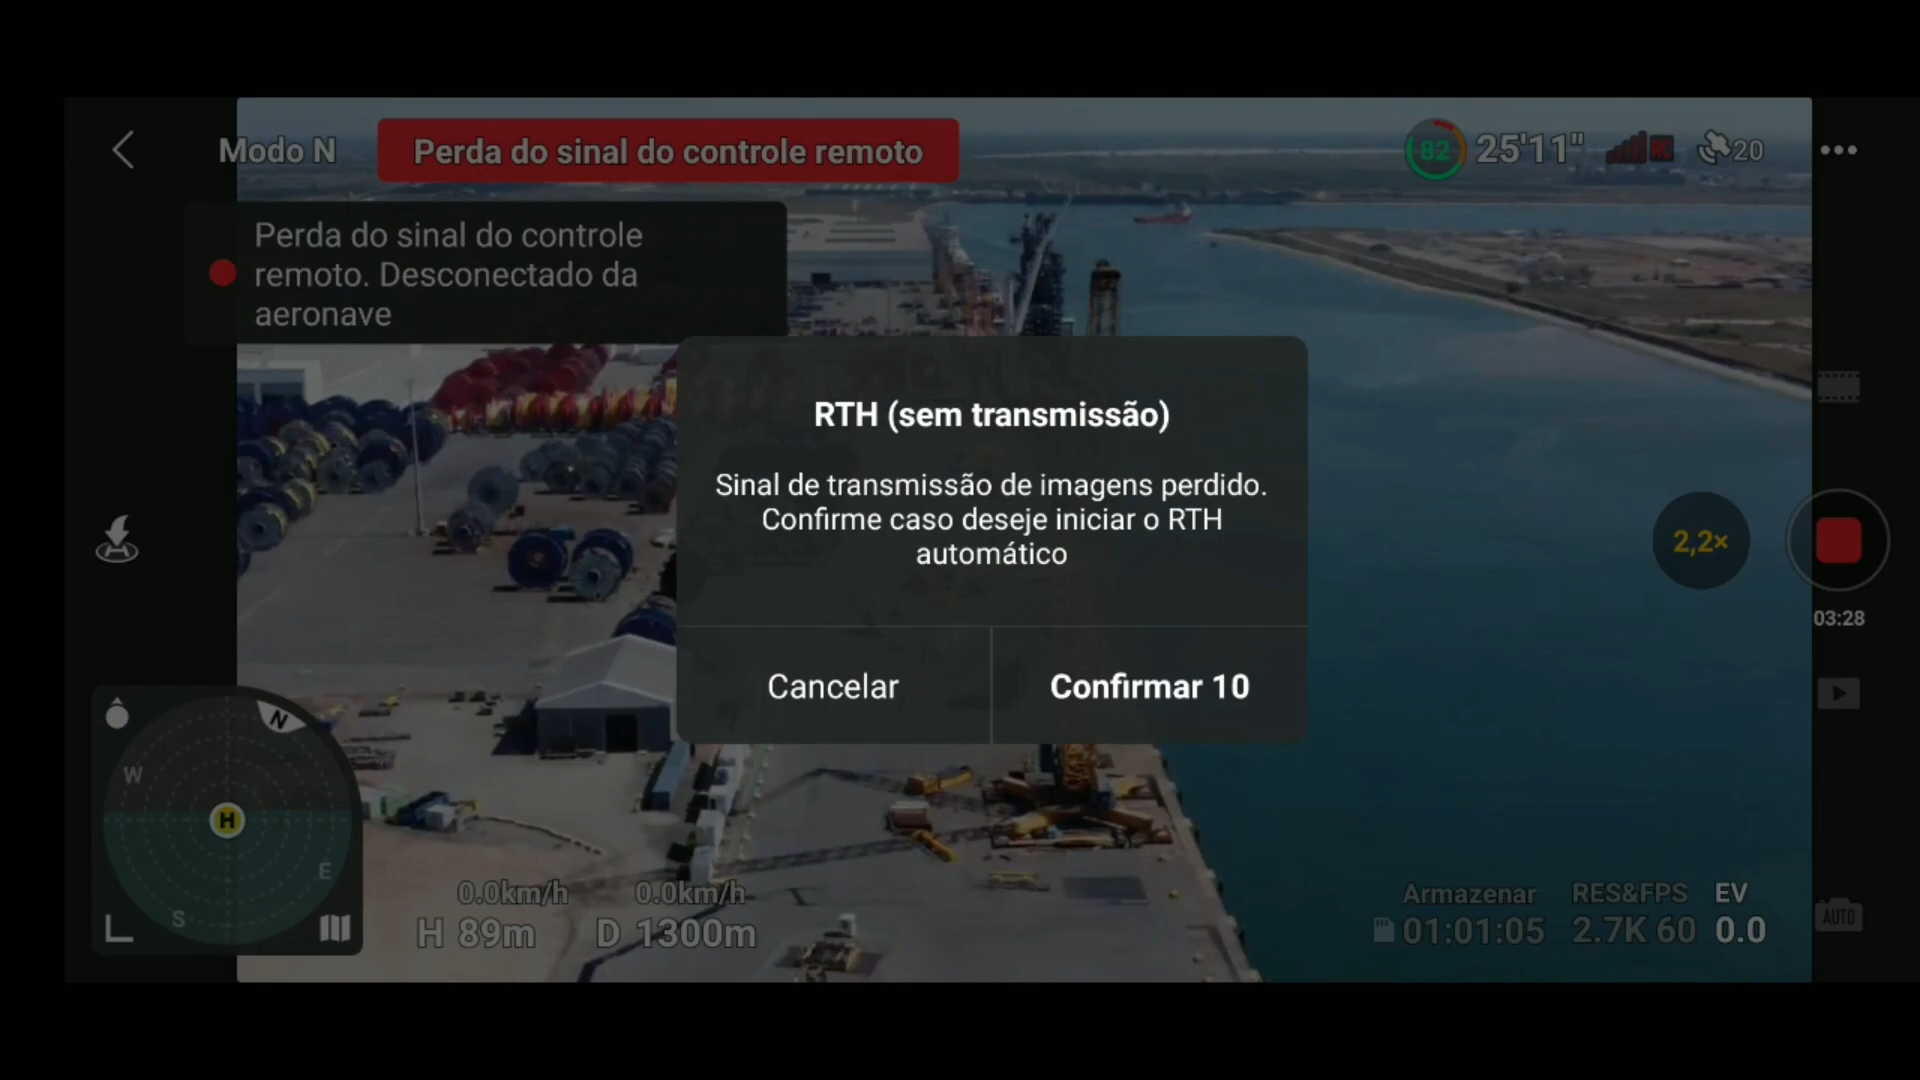 Modo N
Perda do sinal do controle remoto
82
25'11"
RC
20
Perda do sinal do controle
remoto. Desconectado da
aeronave
RTH (sem transmissão)
Sinal de transmissão de imagens perdido.
Confirme caso deseje iniciar o RTH
automático
Cancelar
Confirmar 10
2,2×
03:28
N
W
H
E
S
0.0km/h
0.0km/h
H 89m
D 1300m
Armazenar
RES&FPS
EV
01:01:05
2.7K 60
0.0
AUTO